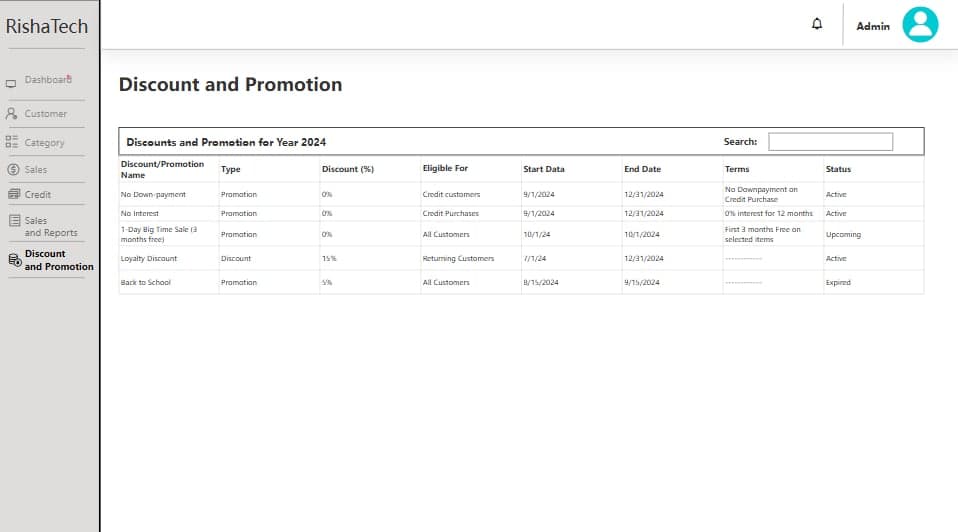 RishaTech
Admin
Dashboard
Customer
Category
Sales
Credit
Sales
and Reports
Discount
and Promotion
Discount and Promotion
Discounts and Promotion for Year 2024 Search:
Discount/Promotion
Name Type Discount (%) Eligible For Start Data End Date Terms Status
No Down-payment Promotion 0% Credit customers 9/1/2024 12/31/2024 No Downpayment on
Credit Purchase Active
No Interest Promotion 0% Credit Purchases 9/1/2024 12/31/2024 0% interest for 12 months Active
1-Day Big Time Sale (3
months free) Promotion 0% All Customers 10/1/24 10/1/2024 First 3 months Free on
selected items Upcoming
Loyalty Discount Discount 15% Returning Customers 7/1/24 12/31/2024 ------------- Active
Back to School Promotion 5% All Customers 8/15/2024 9/15/2024 ------------- Expired